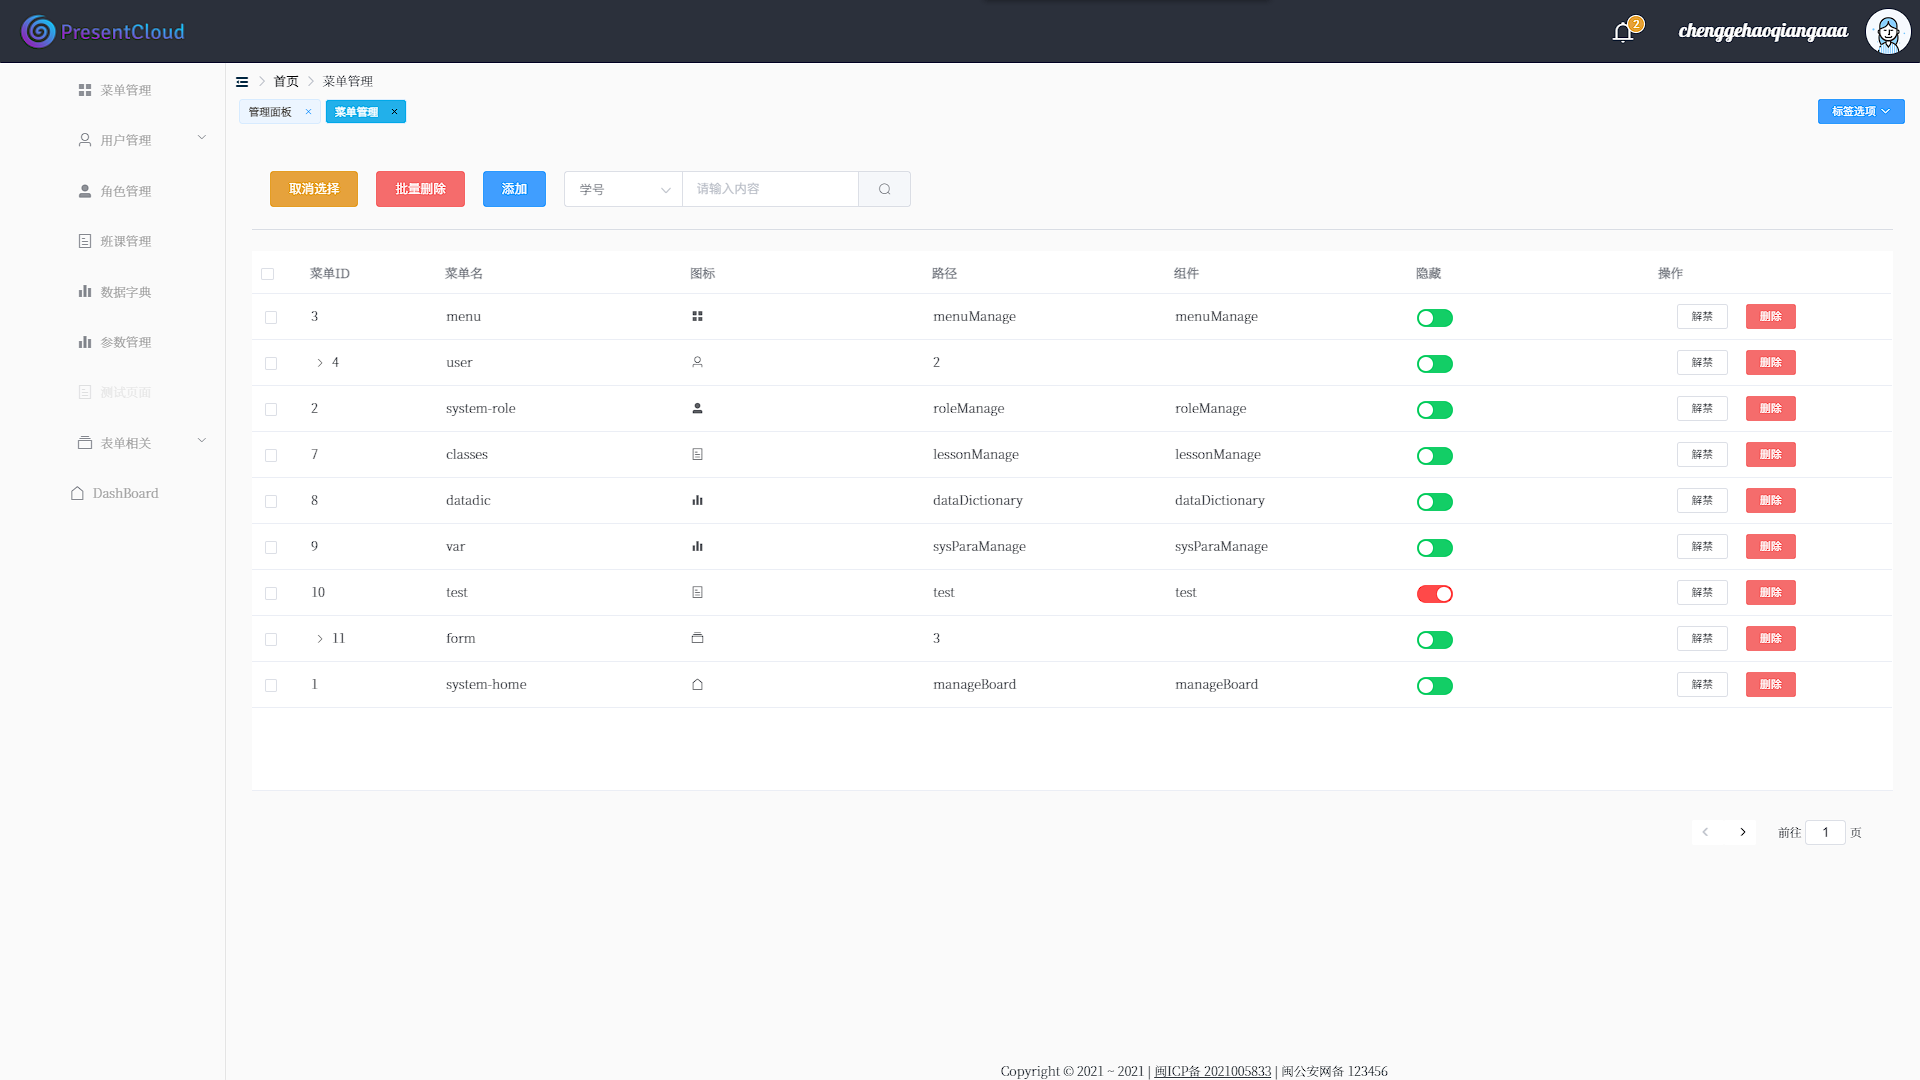 PresentCloud
2
chenggehaoqiangaaa
菜单管理
用户管理
角色管理
班课管理
数据字典
参数管理
测试页面
表单相关
DashBoard
首页 菜单管理
管理面板 × 菜单管理 ×
标签选项
取消选择 批量删除 添加 学号 请输入内容
菜单ID 菜单名 图标 路径 组件 隐藏 操作
3 menu menuManage menuManage 解禁 删除
4 user 2 解禁 删除
2 system-role roleManage roleManage 解禁 删除
7 classes lessonManage lessonManage 解禁 删除
8 datadic dataDictionary dataDictionary 解禁 删除
9 var sysParaManage sysParaManage 解禁 删除
10 test test test 解禁 删除
11 form 3 解禁 删除
1 system-home manageBoard manageBoard 解禁 删除
前往 1 页
Copyright © 2021 ~ 2021 | 闽ICP备 2021005833 | 闽公安网备 123456